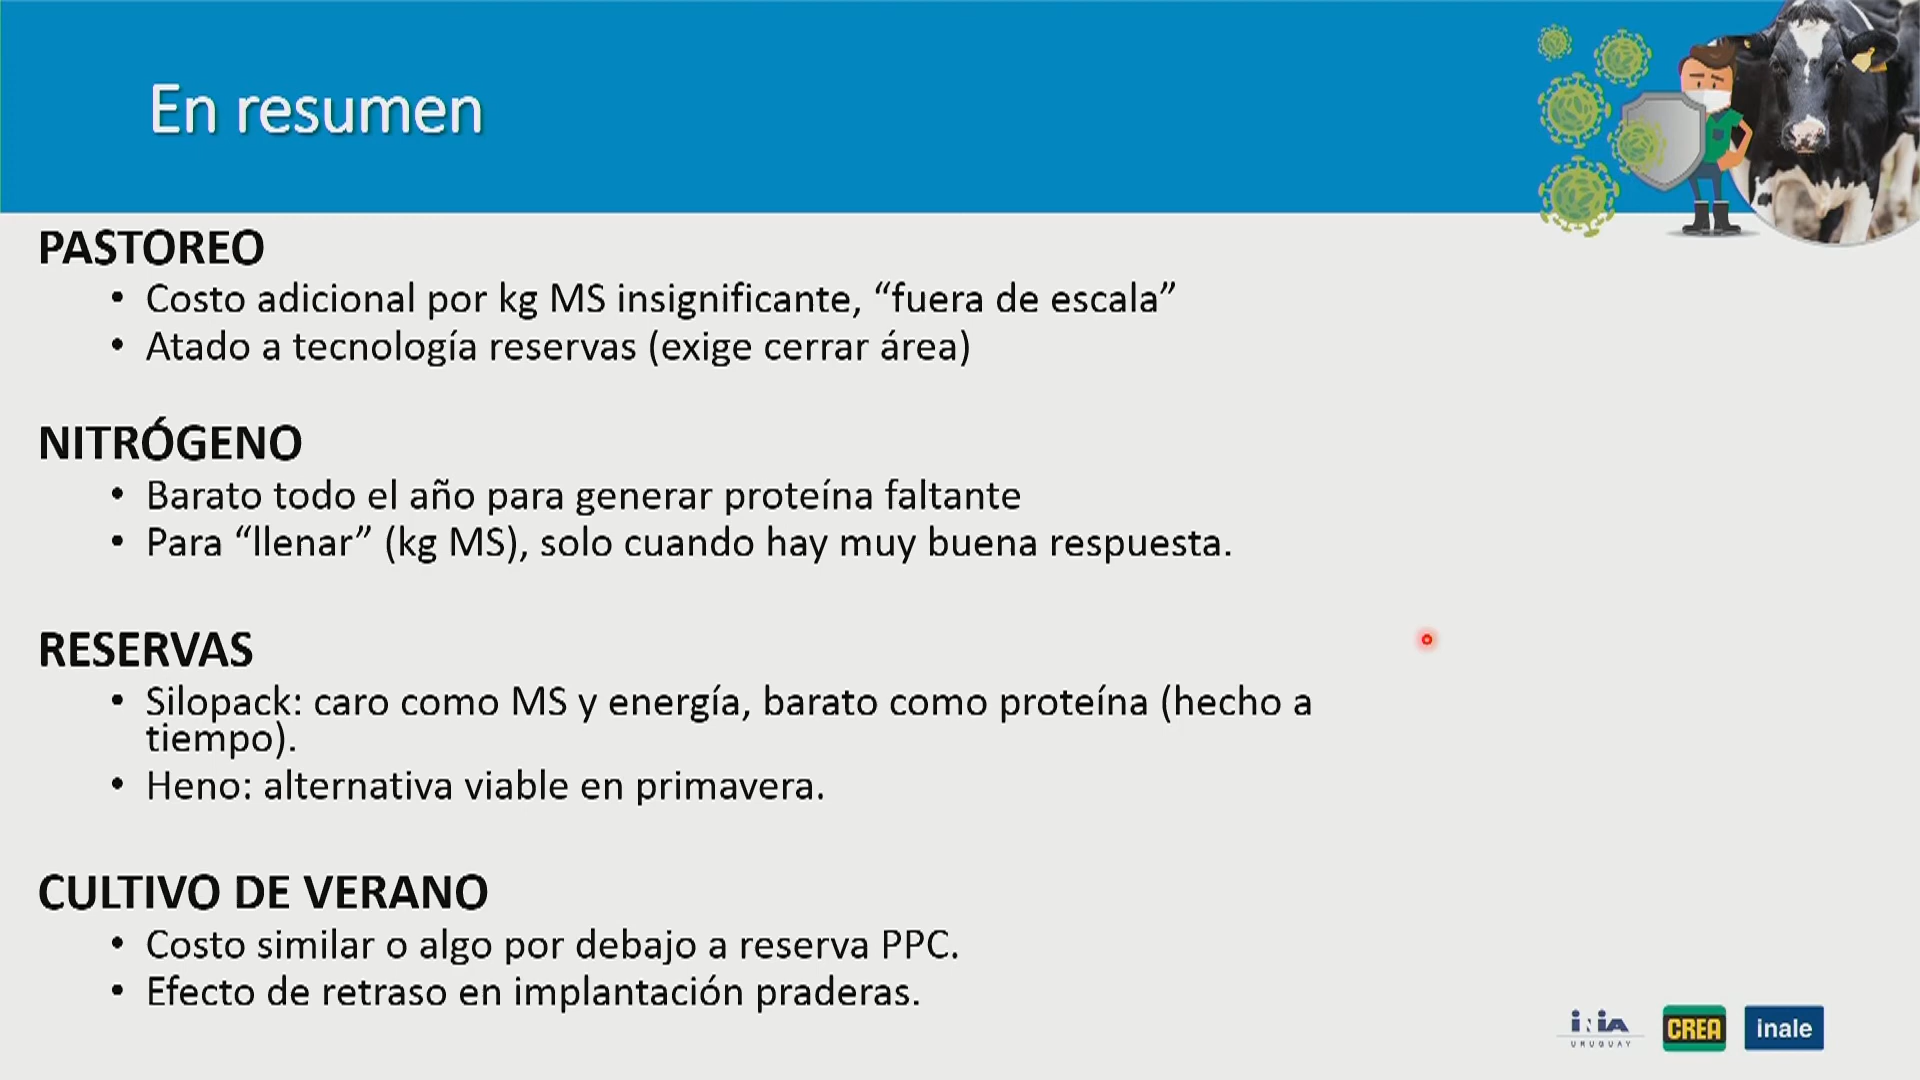 En resumen
PASTOREO
• Costo adicional por kg MS insignificante, “fuera de escala”
• Atado a tecnología reservas (exige cerrar área)
NITRÓGENO
• Barato todo el año para generar proteína faltante
• Para “llenar” (kg MS), solo cuando hay muy buena respuesta.
RESERVAS
• Silopack: caro como MS y energía, barato como proteína (hecho a
tiempo).
• Heno: alternativa viable en primavera.
CULTIVO DE VERANO
• Costo similar o algo por debajo a reserva PPC.
• Efecto de retraso en implantación praderas.
inia
URUGUAY
CREA
inale